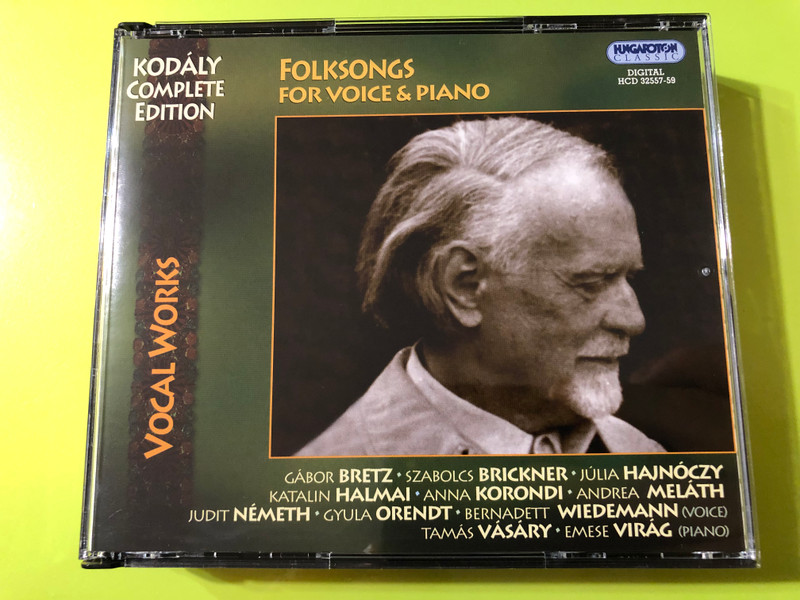 KODÁLY
COMPLETE
EDITION
FOLKSONGS
FOR VOICE & PIANO
HUNGAROTON
CLASSIC
DIGITAL
HCD 32557-59
VOCAL WORKS
GÁBOR BRETZ • SZABOLCS BRICKNER • JÚLIA HAJNÓCZY
KATALIN HALMAI • ANNA KORONDI • ANDREA MELÁTH
JUDIT NÉMETH • GYULA ORENDT • BERNADETT WIEDEMANN (VOICE)
TAMÁS VÁSÁRY • EMESE VIRÁG (PIANO)